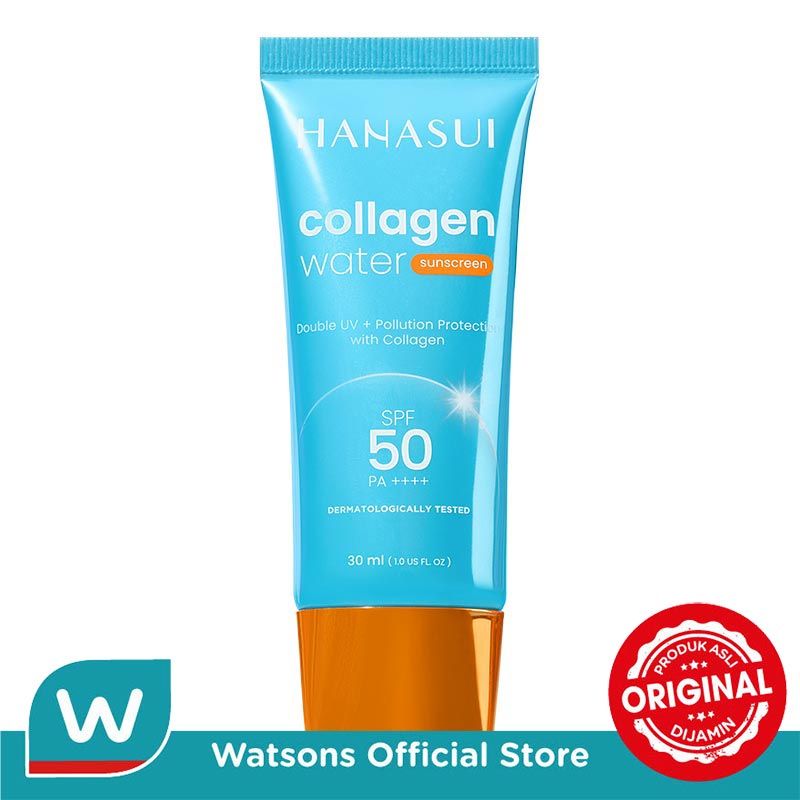 HANASUI
collagen
water sunscreen
Double UV + Pollution Protection
with Collagen
SPF
50
PA ++++
DERMATOLOGICALLY TESTED
30 ml (1.0 US FL. OZ)
PRODUK ASLI
ORIGINAL
DIJAMIN
W
Watsons Official Store